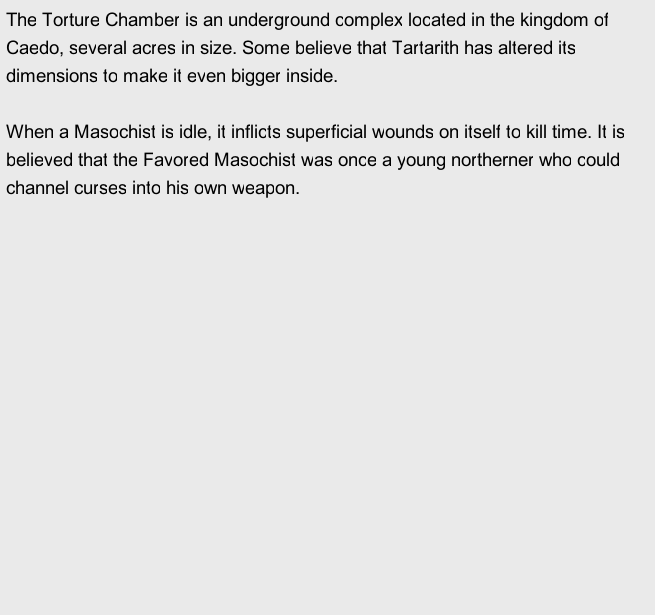 The Torture Chamber is an underground complex located in the kingdom of
Caedo, several acres in size. Some believe that Tartarith has altered its
dimensions to make it even bigger inside.
When a Masochist is idle, it inflicts superficial wounds on itself to kill time. It is
believed that the Favored Masochist was once a young northerner who could
channel curses into his own weapon.